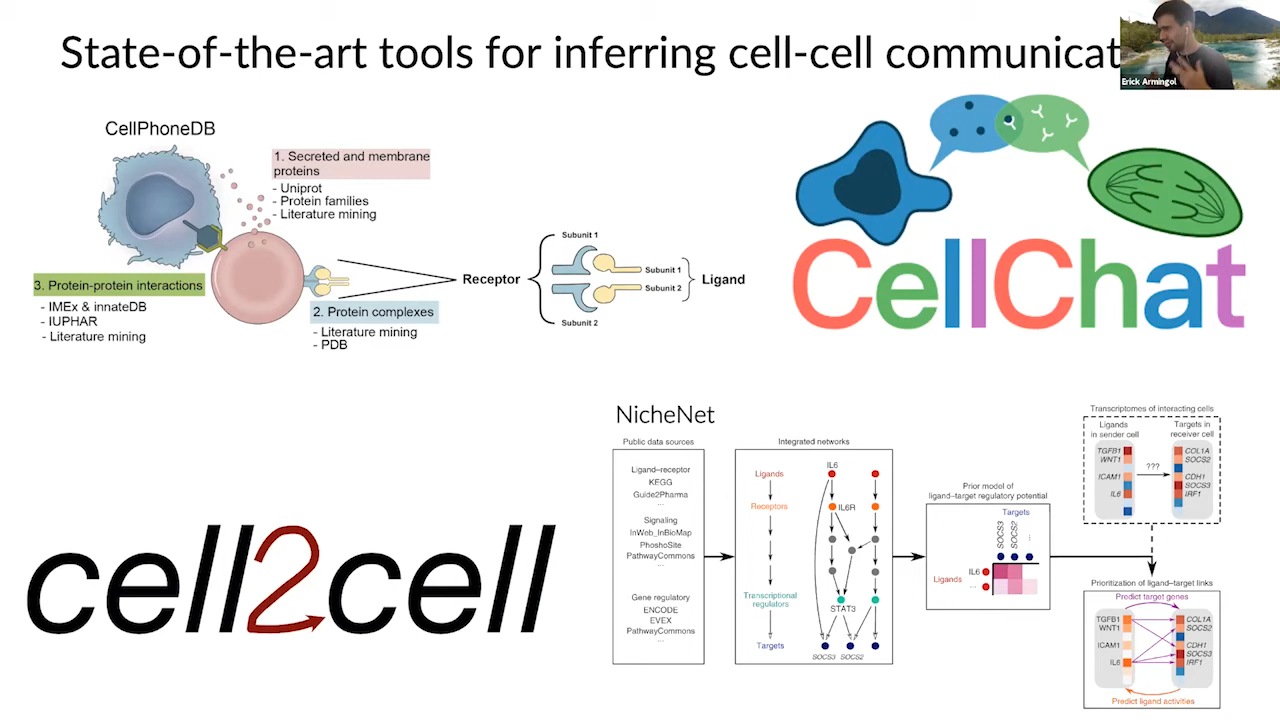 State-of-the-art tools for inferring cell-cell communicat
Erick Armingol
CellPhoneDB
1. Secreted and membrane
proteins
- Uniprot
- Protein families
- Literature mining
3. Protein-protein interactions
- IMEx & innateDB
- IUPHAR
- Literature mining
2. Protein complexes
- Literature mining
- PDB
Receptor
Subunit 1
Subunit 2
Subunit 1
Subunit 2
Ligand
CellChat
cell2cell
NicheNet
Public data sources
Ligand–receptor
KEGG
Guide2Pharma
...
Signaling
InWeb_InBioMap
PhoshoSite
PathwayCommons
...
Gene regulatory
ENCODE
EVEX
PathwayCommons
...
Integrated networks
Ligands
Receptors
Transcriptional
regulators
Targets
IL6
IL6R
STAT3
SOCS3
SOCS2
Prior model of
ligand–target regulatory potential
Targets
SOCS3
SOCS2
...
Ligands
IL6
...
Transcriptomes of interacting cells
Ligands
in sender cell
Targets in
receiver cell
TGFB1
WNT1
ICAM1
IL6
???
COL1A
SOCS2
CDH1
SOCS3
IRF1
Prioritization of ligand–target links
Predict target genes
TGFB1
WNT1
ICAM1
IL6
COL1A
SOCS2
CDH1
SOCS3
IRF1
Predict ligand activities